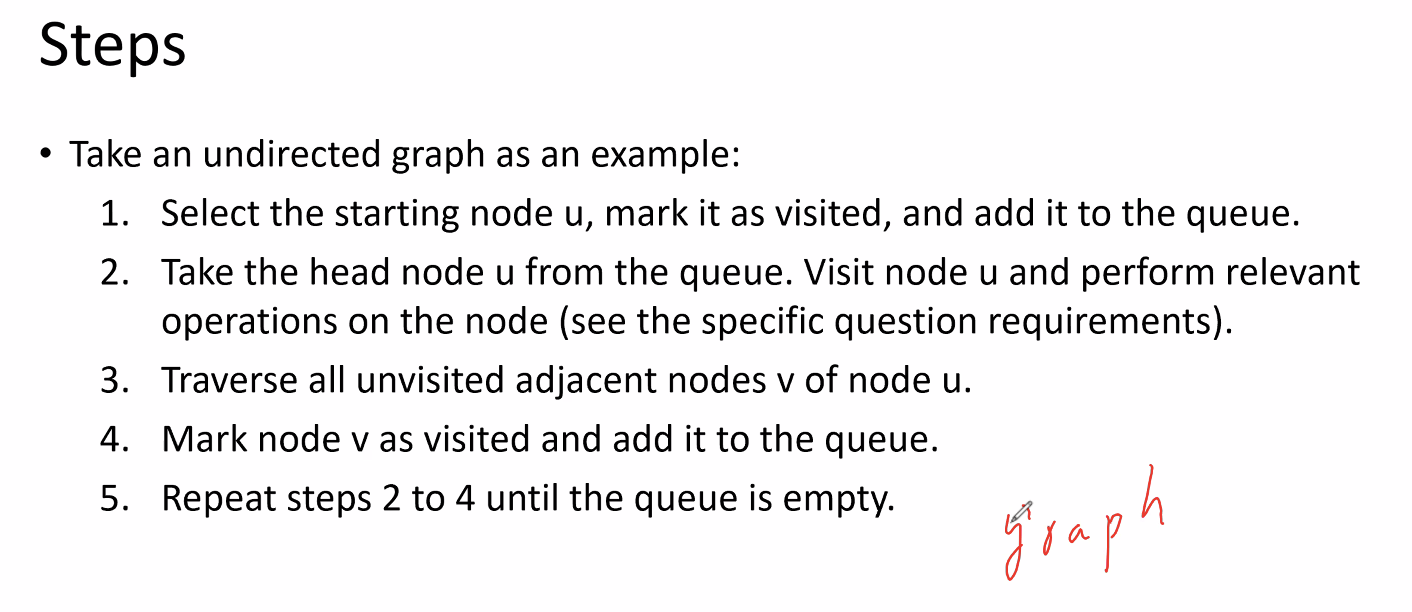 Steps
• Take an undirected graph as an example:
1. Select the starting node u, mark it as visited, and add it to the queue.
2. Take the head node u from the queue. Visit node u and perform relevant
operations on the node (see the specific question requirements).
3. Traverse all unvisited adjacent nodes v of node u.
4. Mark node v as visited and add it to the queue.
5. Repeat steps 2 to 4 until the queue is empty.
graph